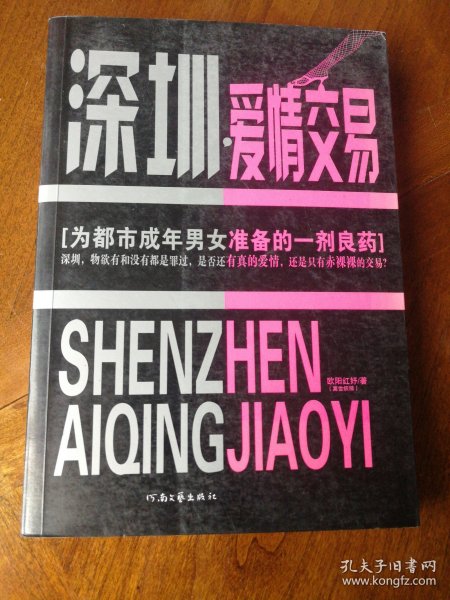 深圳·爱情交易
[为都市成年男女准备的一剂良药]
深圳，物欲有和没有都是罪过，是否还有真的爱情，还是只有赤裸裸的交易？
SHENZHEN
欧阳红妤/著
AIQINGJIAOYI
河南文艺出版社
孔夫子旧书网
www.kongfz.com